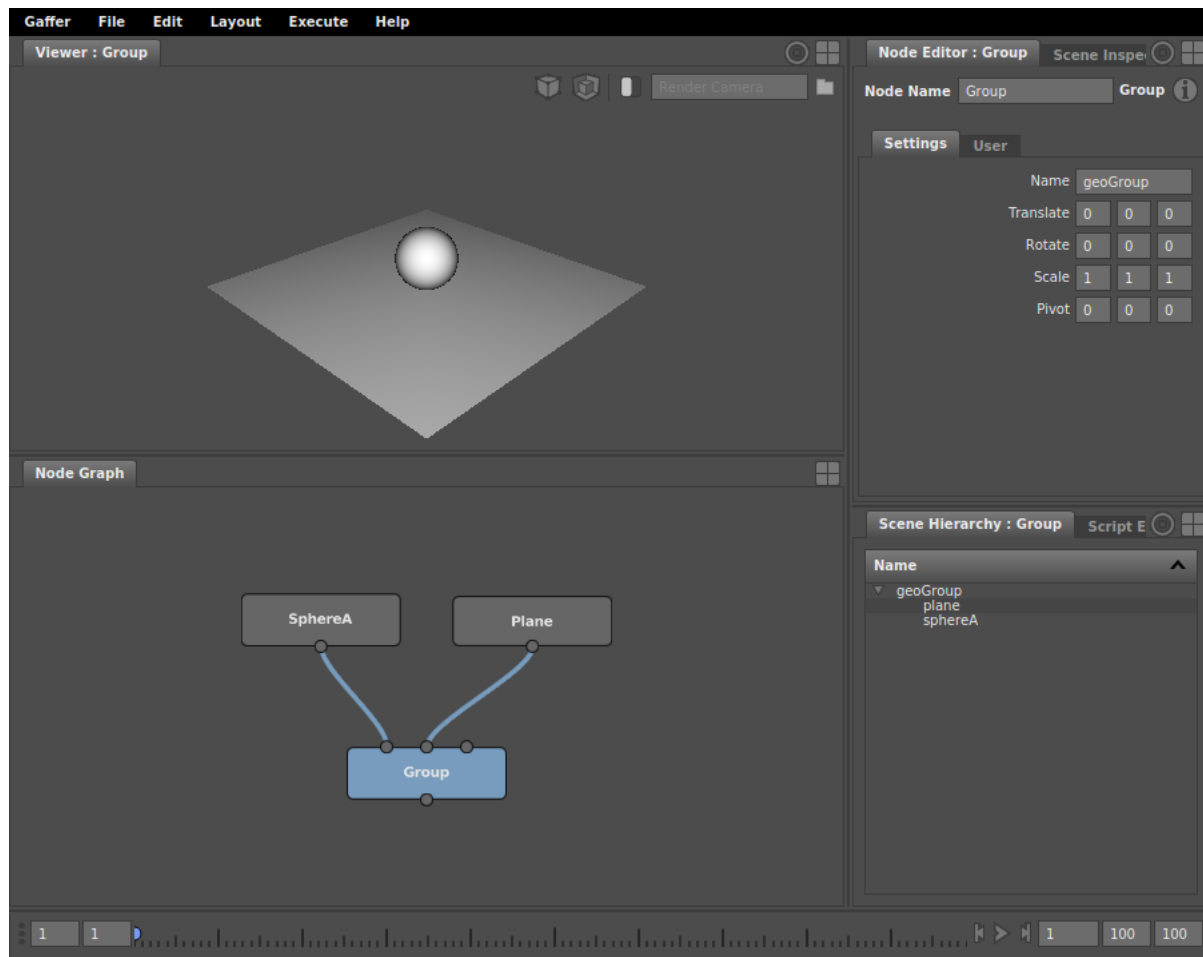 Gaffer File Edit Layout Execute Help
Viewer : Group
Render Camera
Node Graph
SphereA
Plane
Group
Node Editor : Group Scene Inspe
Node Name Group Group
Settings User
Name geoGroup
Translate 0 0 0
Rotate 0 0 0
Scale 1 1 1
Pivot 0 0 0
Scene Hierarchy : Group Script E
Name
geoGroup
plane
sphereA
1 1 1 100 100